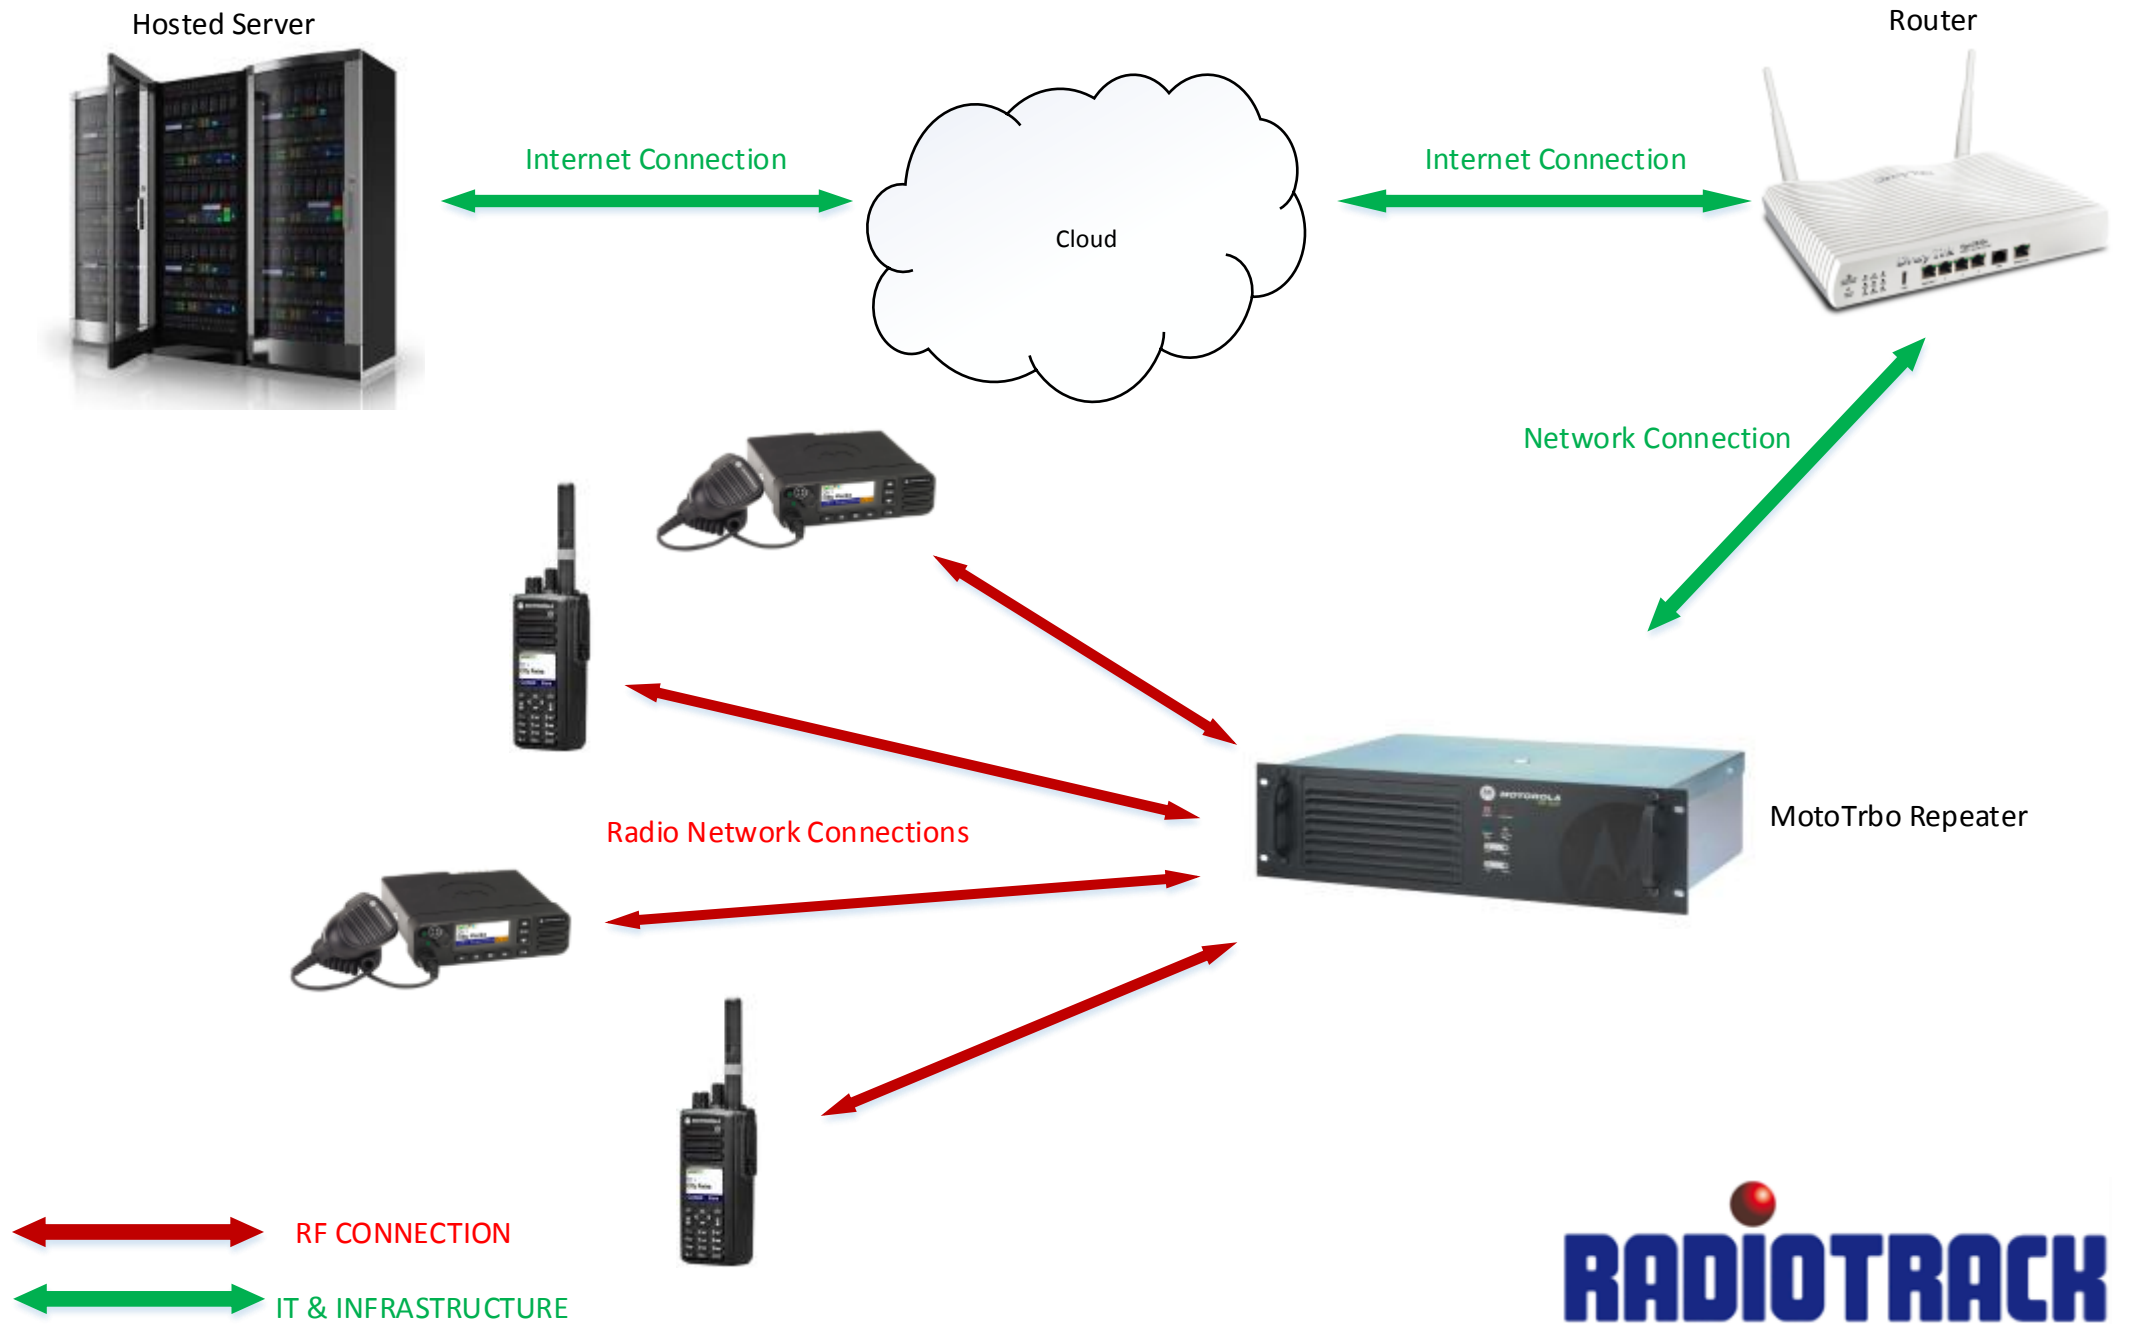 Hosted Server
Router
Internet Connection
Internet Connection
Cloud
Network Connection
MOTOROLA
MotoTrbo Repeater
Radio Network Connections
RF CONNECTION
IT & INFRASTRUCTURE
RADIOTRACK